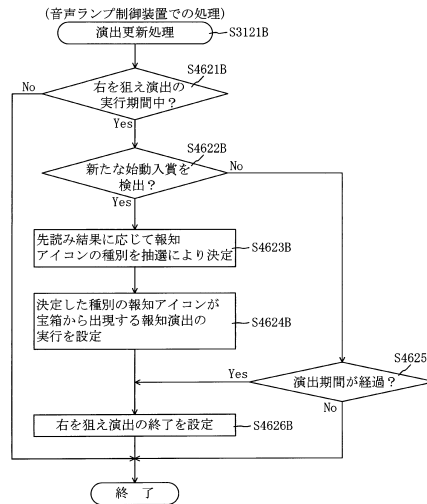 (音声ランプ制御装置での処理)
演出更新処理
S3121B
S4621B
No
右を狙え演出の
実行期間中？
Yes
S4622B
新たな始動入賞を
検出？
No
Yes
先読み結果に応じて報知
アイコンの種別を抽選により決定
S4623B
決定した種別の報知アイコンが
宝箱から出現する報知演出の
実行を設定
S4624B
S4625
Yes
演出期間が経過？
No
右を狙え演出の終了を設定
S4626B
終 了